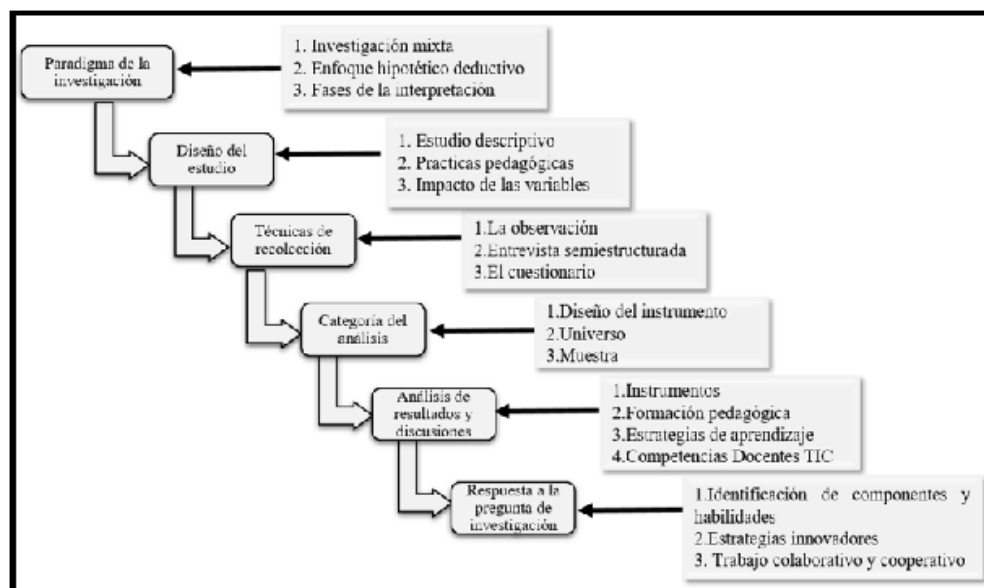 Paradigma de la
investigación
1. Investigación mixta
2. Enfoque hipotético deductivo
3. Fases de la interpretación
Diseño del
estudio
1. Estudio descriptivo
2. Practicas pedagógicas
3. Impacto de las variables
Técnicas de
recolección
1.La observación
2.Entrevista semiestructurada
3.El cuestionario
Categoría del
análisis
1.Diseño del instrumento
2.Universo
3.Muestra
Análisis de
resultados y
discusiones
1.Instrumentos
2.Formación pedagógica
3.Estrategias de aprendizaje
4.Competencias Docentes TIC
Respuesta a la
pregunta de
investigación
1.Identificación de componentes y
habilidades
2.Estrategias innovadores
3. Trabajo colaborativo y cooperativo